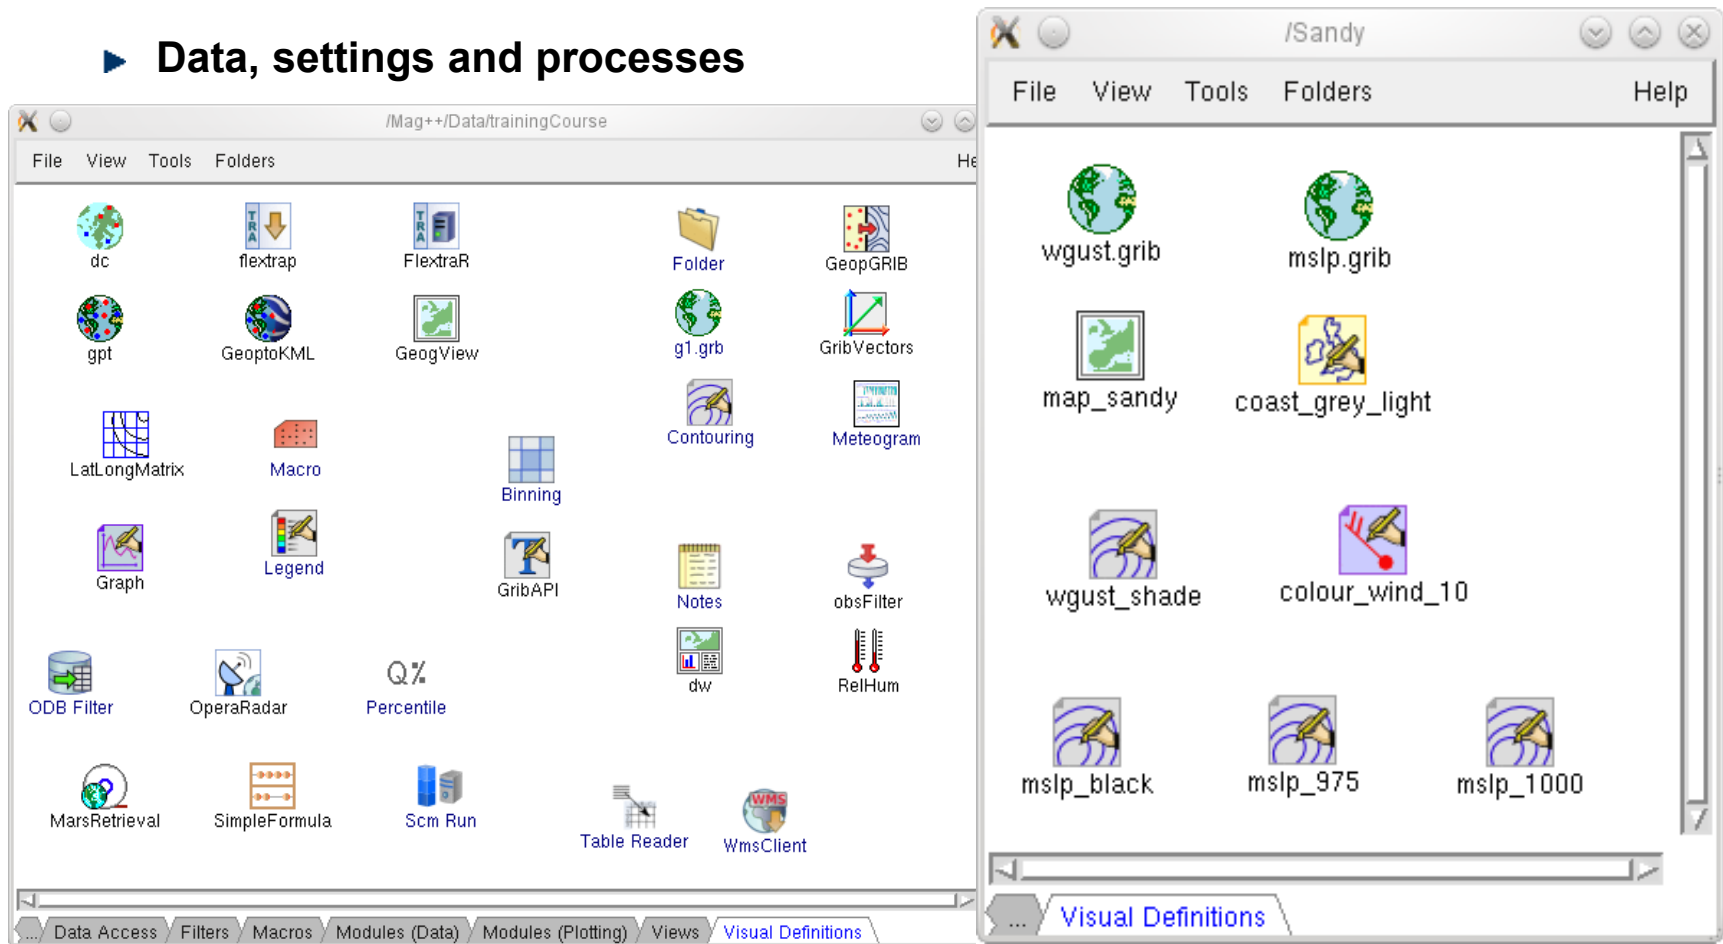 Data, settings and processes
/Mag++/Data/trainingCourse
File View Tools Folders He
dc flextrap FlextraR Folder GeopGRIB
gpt GeoptoKML GeogView g1.grb GribVectors
Contouring Meteogram
LatLongMatrix Macro Binning
Graph Legend GribAPI Notes obsFilter
dw RelHum
ODB Filter OperaRadar Percentile
MarsRetrieval SimpleFormula Scm Run Table Reader WmsClient
... Data Access Filters Macros Modules (Data) Modules (Plotting) Views Visual Definitions
/Sandy
File View Tools Folders Help
wgust.grib mslp.grib
map_sandy coast_grey_light
wgust_shade colour_wind_10
mslp_black mslp_975 mslp_1000
... Visual Definitions
TRA
TRA
Q%
T
WMS